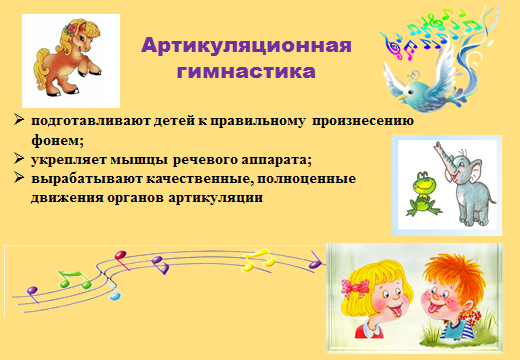 Артикуляционная
гимнастика
➢ подготавливают детей к правильному произнесению
фонем;
➢ укрепляет мышцы речевого аппарата;
➢ вырабатывают качественные, полноценные
движения органов артикуляции